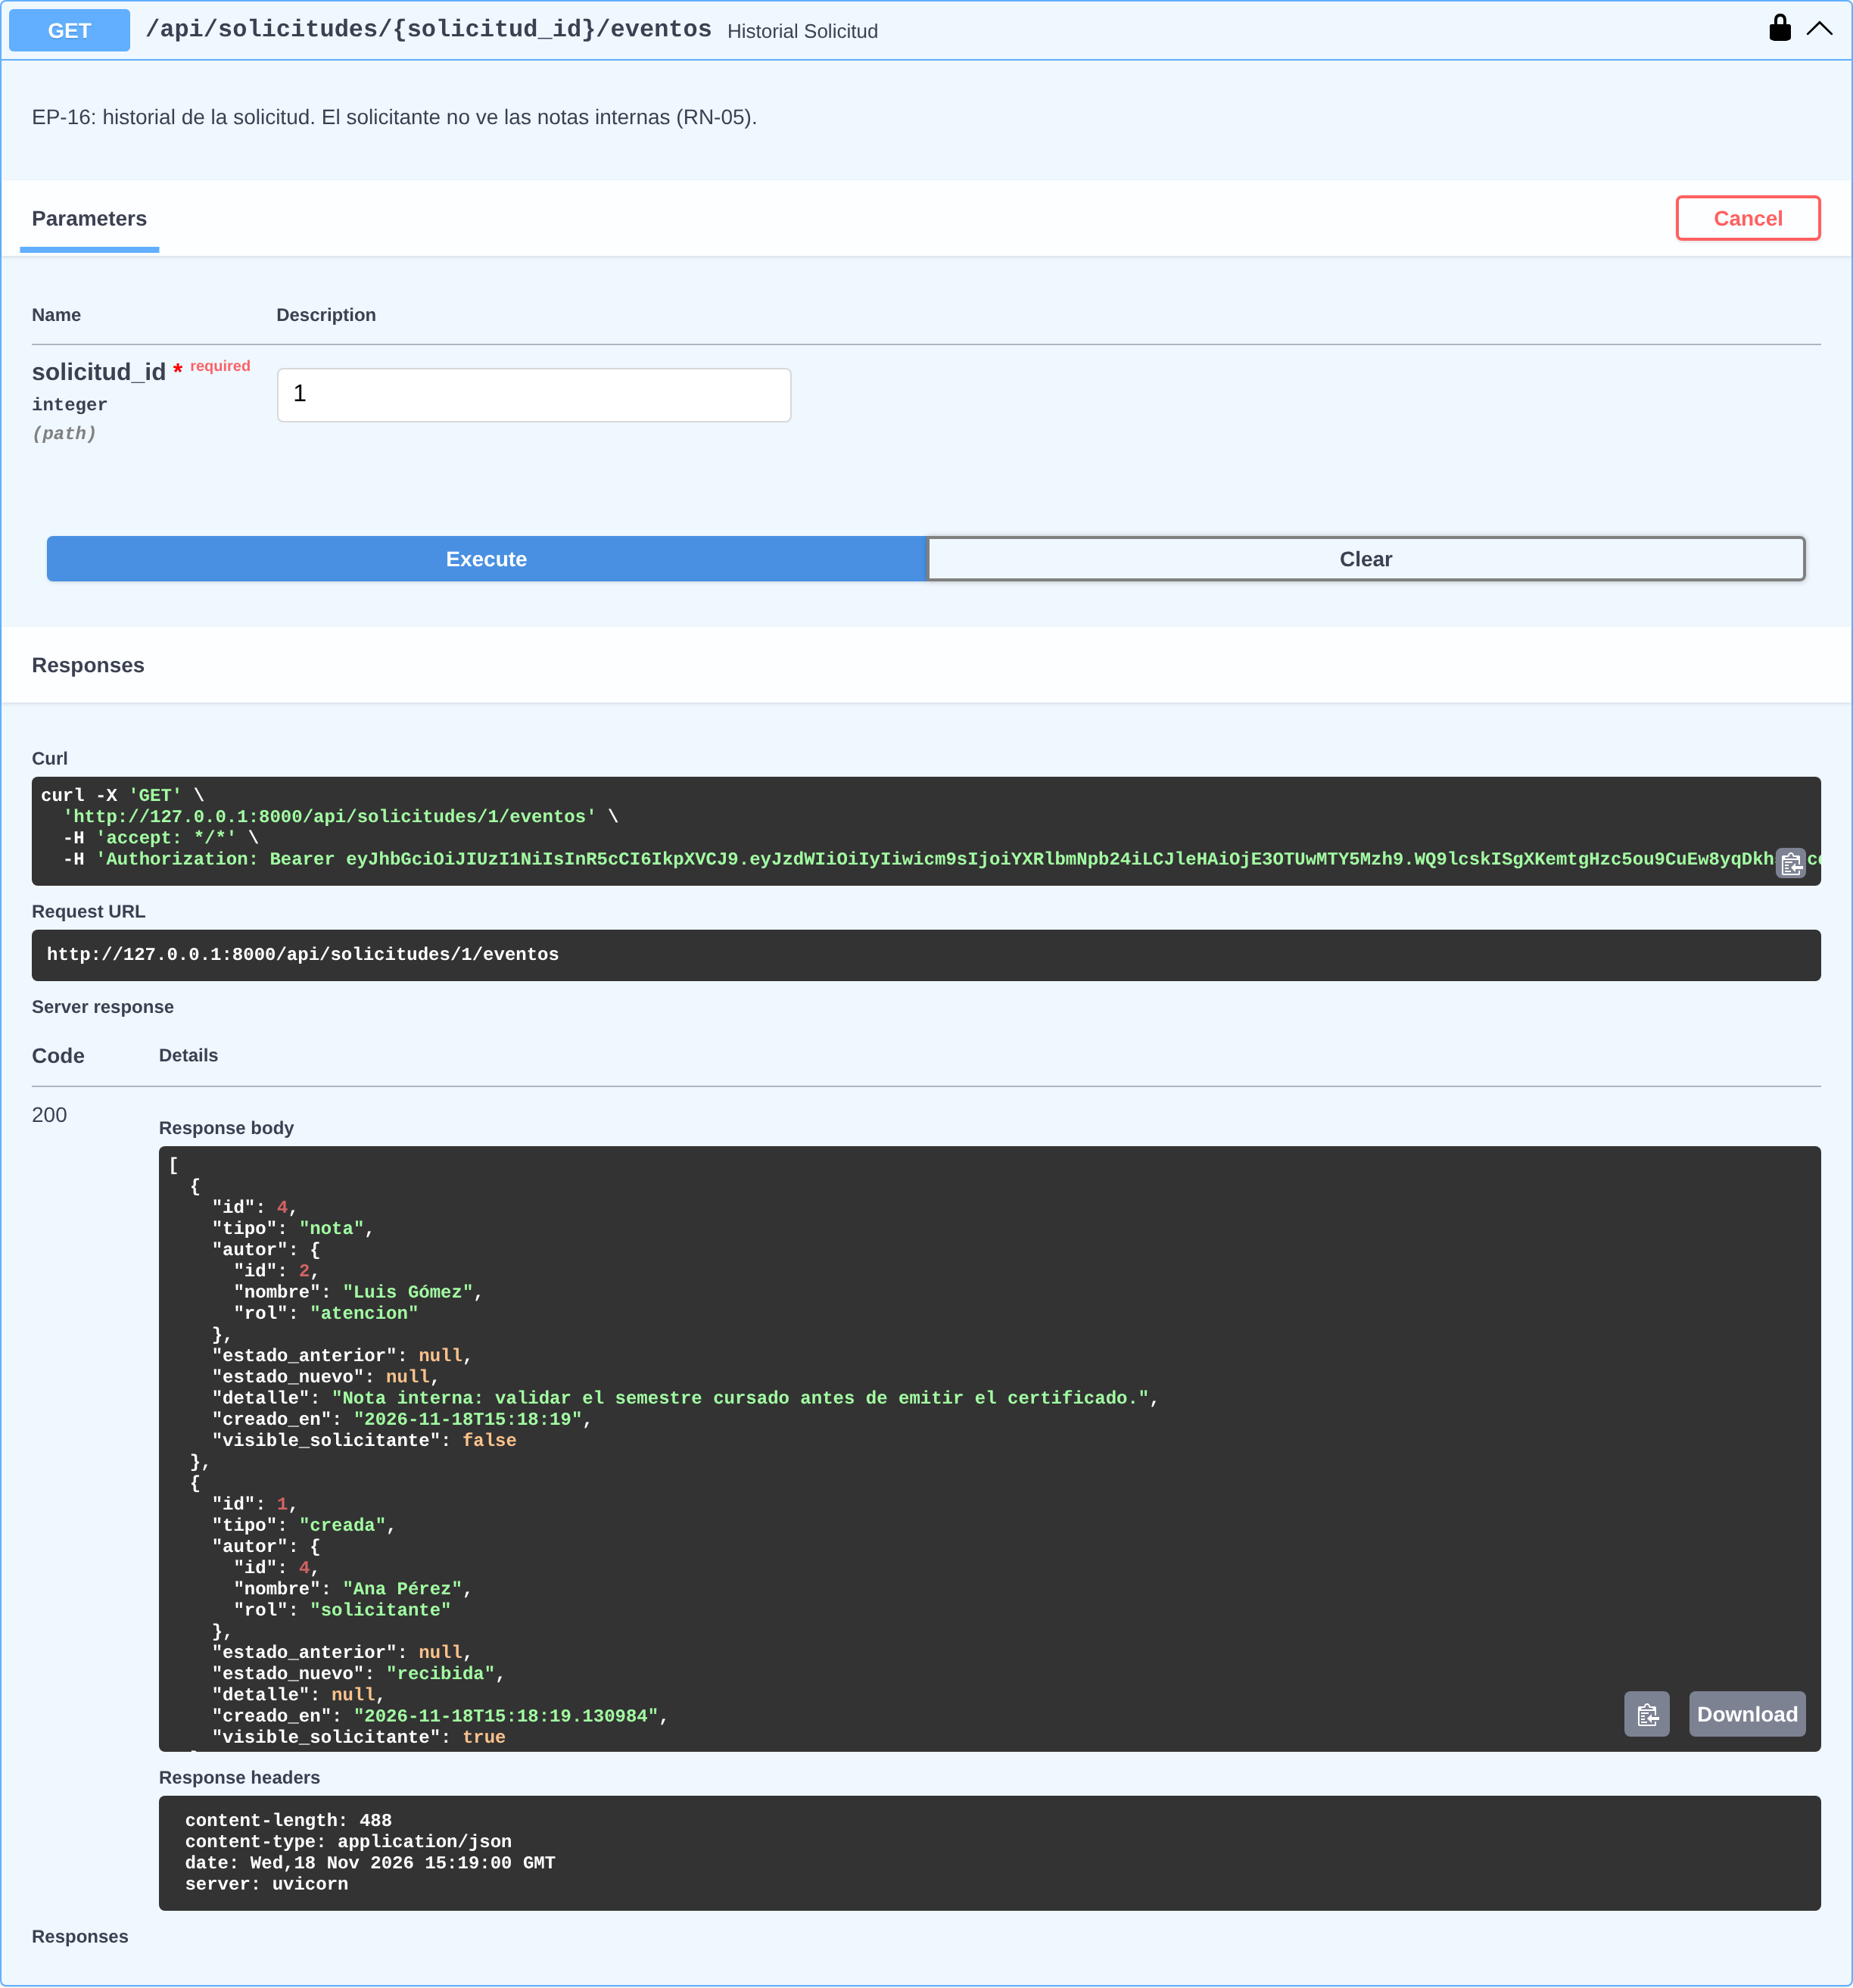 GET /api/solicitudes/{solicitud_id}/eventos Historial Solicitud
EP-16: historial de la solicitud. El solicitante no ve las notas internas (RN-05).
Parameters
Cancel
Name Description
solicitud_id * required
integer
(path)
1
Execute
Clear
Responses
Curl
curl -X 'GET' \
'http://127.0.0.1:8000/api/solicitudes/1/eventos' \
-H 'accept: */*' \
-H 'Authorization: Bearer eyJhbGciOiJIUzI1NiIsInR5cCI6IkpXVCJ9.eyJzdWIiOiIyIiwicm9sIjoiYXRlbmNpb24iLCJleHAiOjE3OTUwMTY5Mzh9.WQ9lcskISgXKemtgHzc5ou9CuEw8yqDkh
Request URL
http://127.0.0.1:8000/api/solicitudes/1/eventos
Server response
Code Details
200
Response body
[
{
"id": 4,
"tipo": "nota",
"autor": {
"id": 2,
"nombre": "Luis Gómez",
"rol": "atencion"
},
"estado_anterior": null,
"estado_nuevo": null,
"detalle": "Nota interna: validar el semestre cursado antes de emitir el certificado.",
"creado_en": "2026-11-18T15:18:19",
"visible_solicitante": false
},
{
"id": 1,
"tipo": "creada",
"autor": {
"id": 4,
"nombre": "Ana Pérez",
"rol": "solicitante"
},
"estado_anterior": null,
"estado_nuevo": "recibida",
"detalle": null,
"creado_en": "2026-11-18T15:18:19.130984",
"visible_solicitante": true
Download
Response headers
content-length: 488
content-type: application/json
date: Wed,18 Nov 2026 15:19:00 GMT
server: uvicorn
Responses